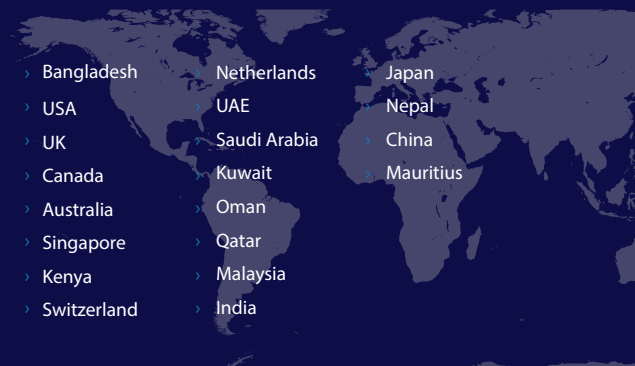 Bangladesh
USA
UK
Canada
Australia
Singapore
Kenya
Switzerland
Netherlands
UAE
Saudi Arabia
Kuwait
Oman
Qatar
Malaysia
India
Japan
Nepal
China
Mauritius